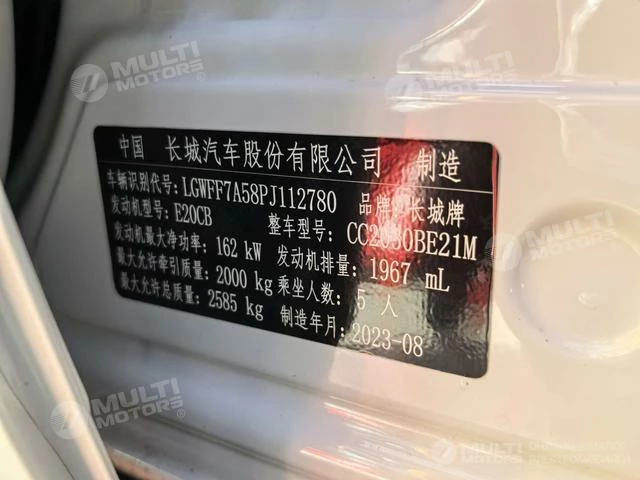 MULTI MOTORS®
MULTI MOTORS®
中国 长城汽车股份有限公司 制造
车辆识别代号: LGWFF7A58PJ112780 品牌: 长城牌
发动机型号: E20CB 整车型号: CC2030BE21M
发动机最大净功率: 162 kW 发动机排量: 1967 mL
最大允许牵引质量: 2000 kg 乘坐人数: 5 人
最大允许总质量: 2585 kg 制造年月: 2023-08
MULTI MOTORS®
MULTI MOTORS